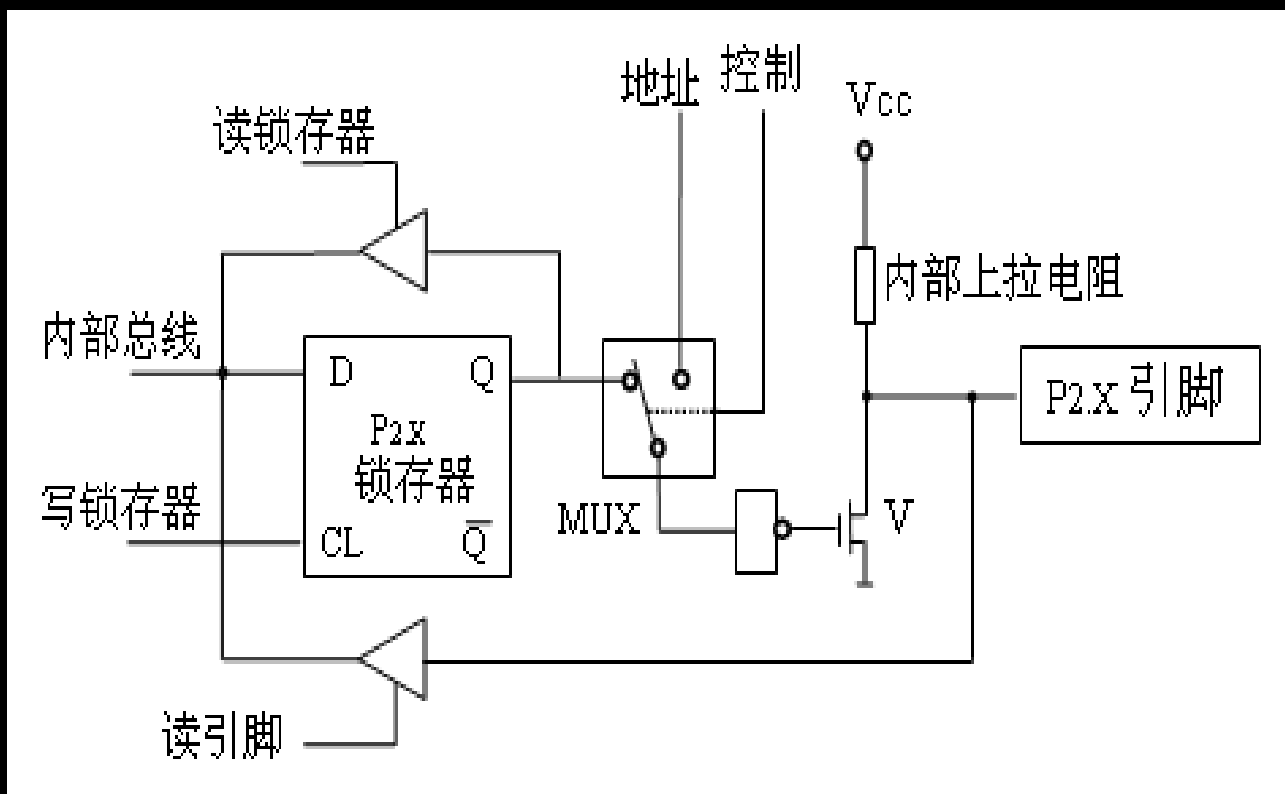 地址
控制
Vcc
读锁存器
内部上拉电阻
内部总线
D
Q
P2.X 引脚
P2x
锁存器
写锁存器
CL
Q̅
MUX
V
读引脚